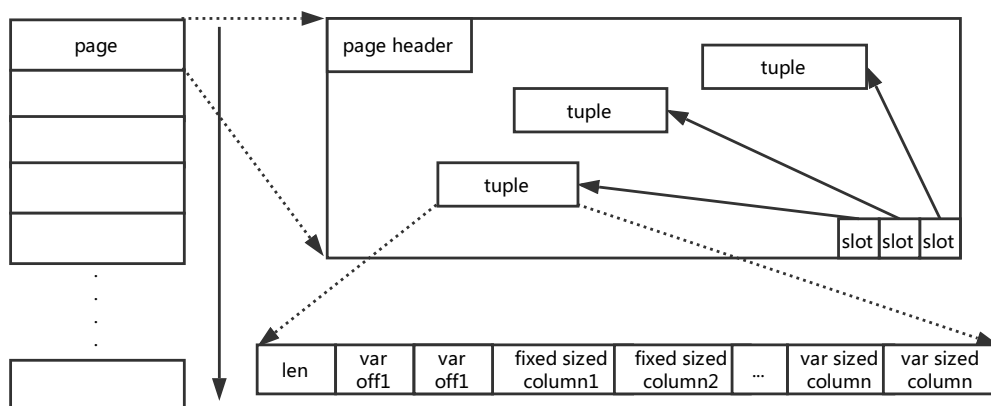 page
page header
tuple
tuple
tuple
slot slot slot
len
var
off1
var
off1
fixed sized
column1
fixed sized
column2
...
var sized
column
var sized
column